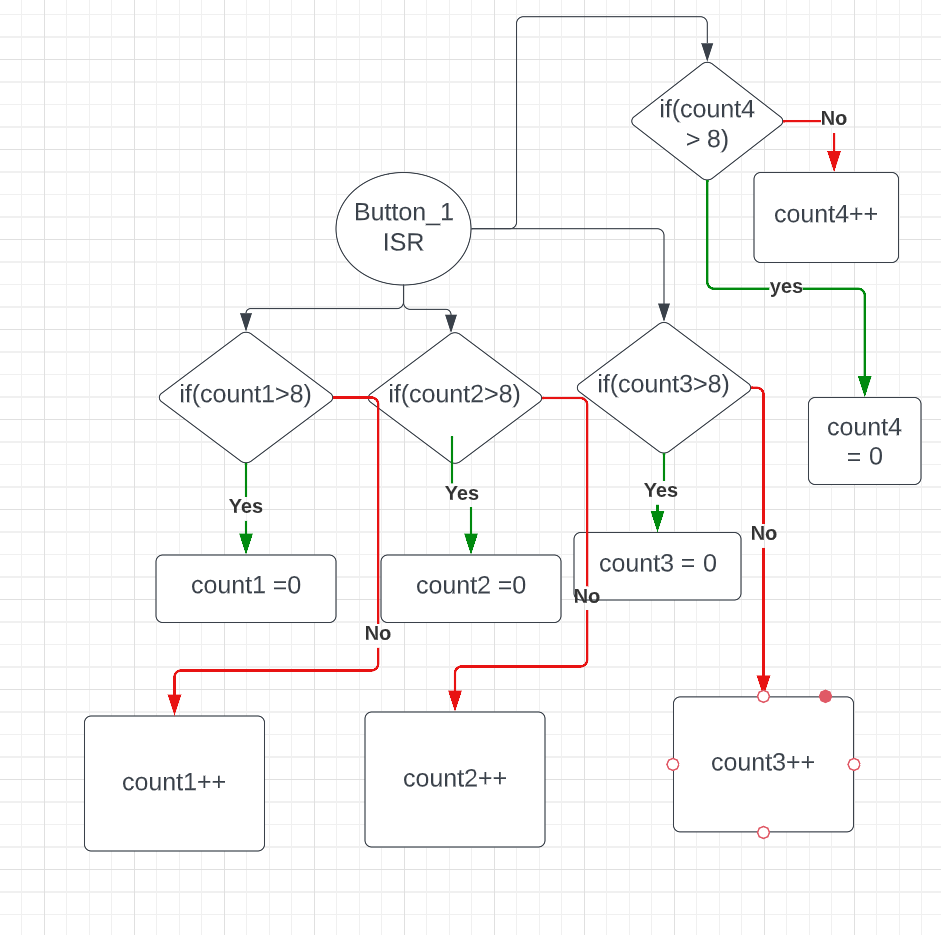 if(count4
> 8)
No
count4++
Button_1
ISR
yes
if(count1>8)
if(count2>8)
if(count3>8)
count4
= 0
Yes
Yes
Yes
No
count1 =0
count2 =0
count3 = 0
No
No
count1++
count2++
count3++